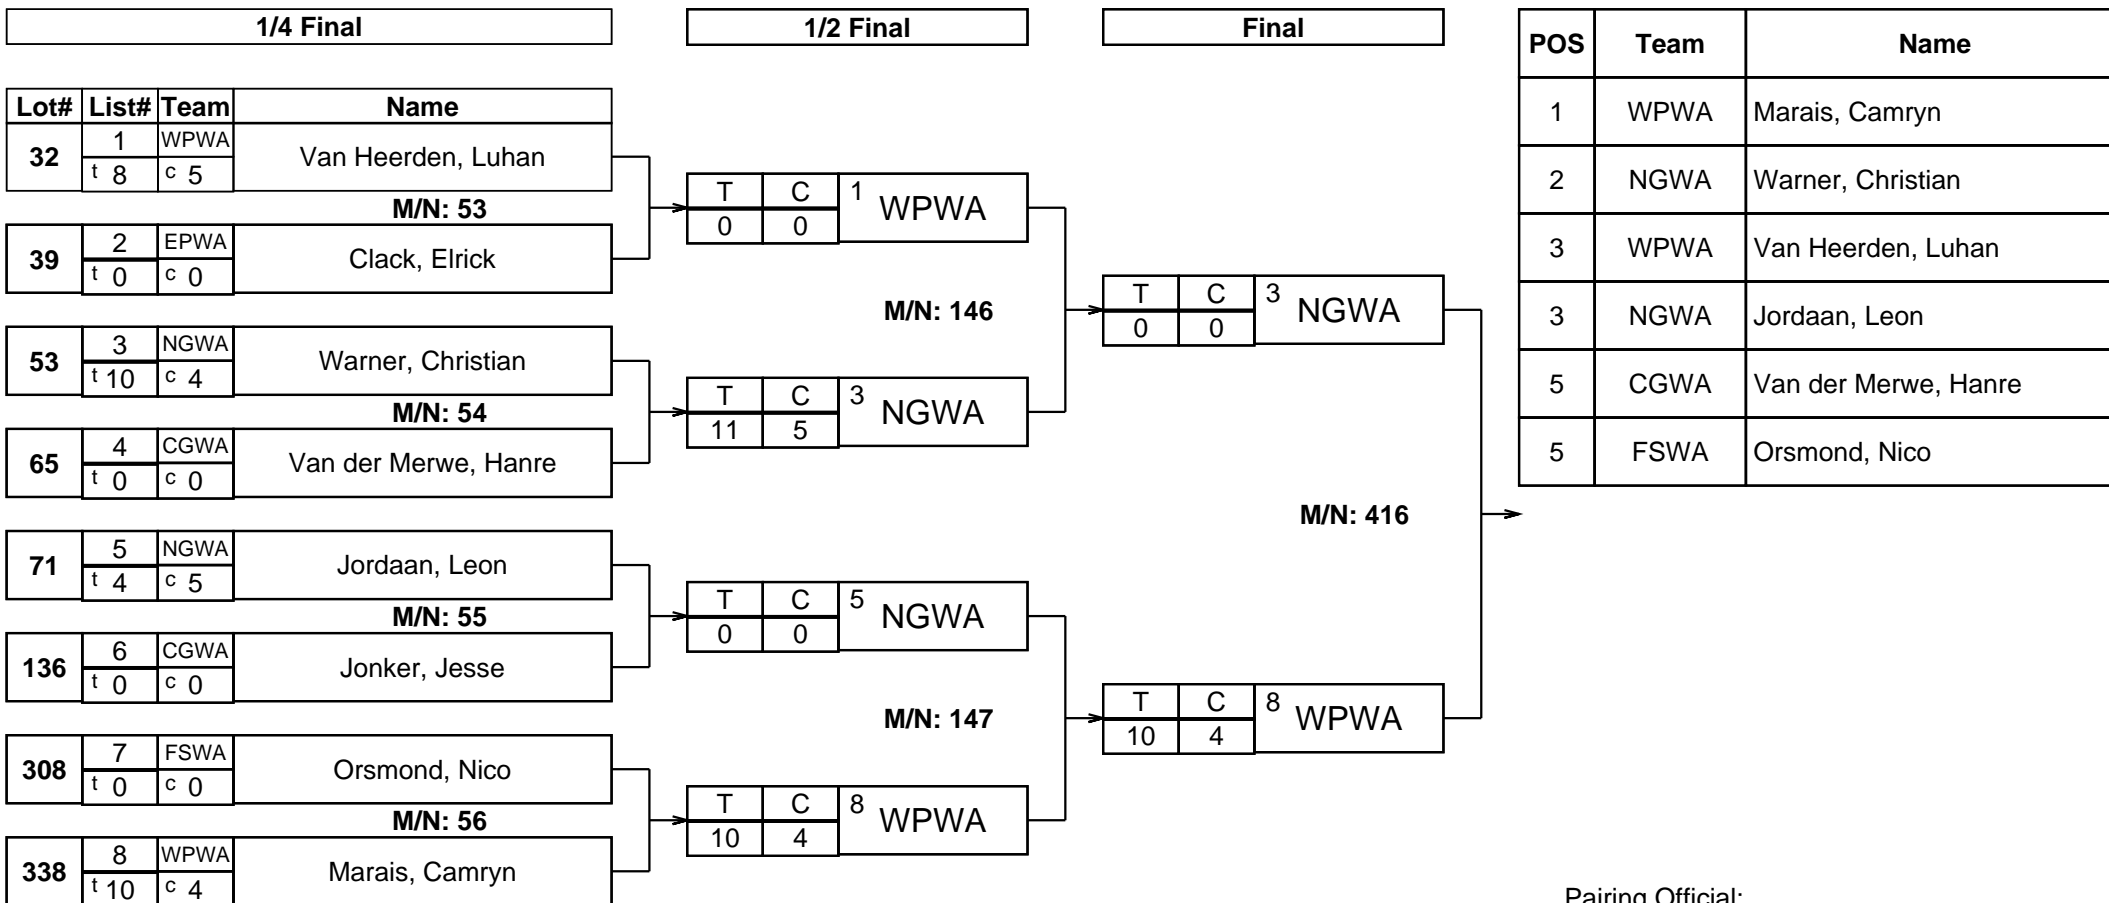 1/4 Final 1/2 Final Final
POS Team Name
1 WPWA Marais, Camryn
2 NGWA Warner, Christian
3 WPWA Van Heerden, Luhan
3 NGWA Jordaan, Leon
5 CGWA Van der Merwe, Hanre
5 FSWA Orsmond, Nico
Lot# List# Team Name
32 1 WPWA Van Heerden, Luhan
t 8 c 5
M/N: 53
39 2 EPWA Clack, Elrick
t 0 c 0
53 3 NGWA Warner, Christian
t 10 c 4
M/N: 54
65 4 CGWA Van der Merwe, Hanre
t 0 c 0
71 5 NGWA Jordaan, Leon
t 4 c 5
M/N: 55
136 6 CGWA Jonker, Jesse
t 0 c 0
308 7 FSWA Orsmond, Nico
t 0 c 0
M/N: 56
338 8 WPWA Marais, Camryn
t 10 c 4
T C 1 WPWA
0 0
M/N: 146
T C 3 NGWA
11 5
T C 5 NGWA
0 0
M/N: 147
T C 8 WPWA
10 4
T C 3 NGWA
0 0
M/N: 416
T C 8 WPWA
10 4
Pairing Official: